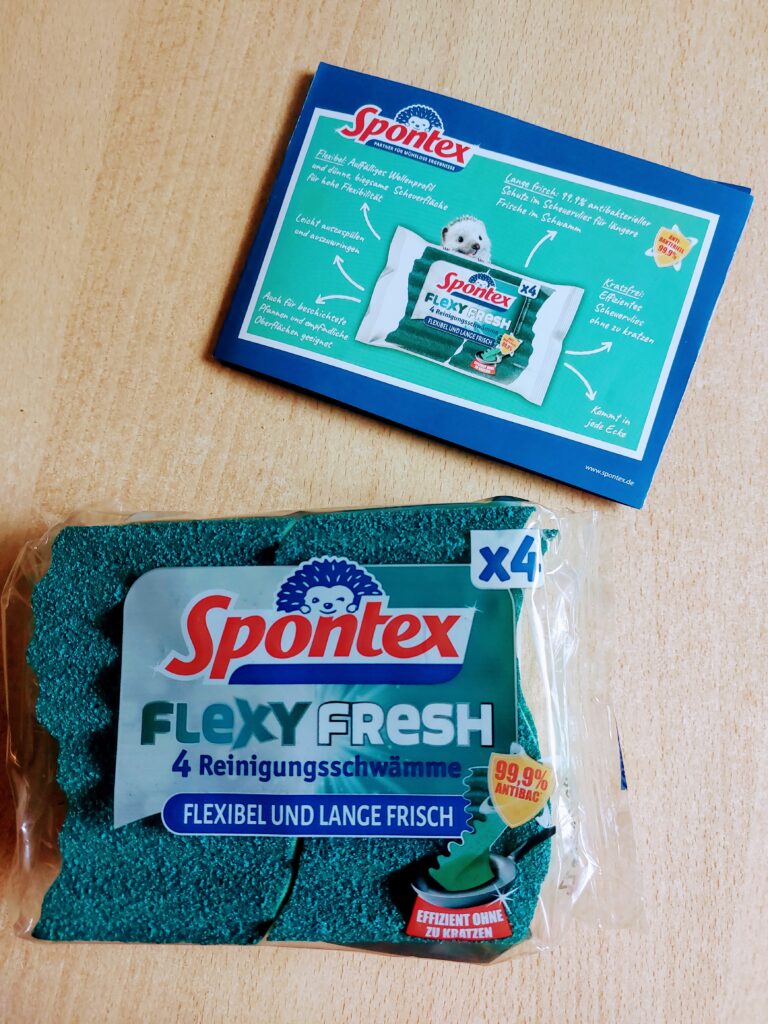 Spontex
PARTNER FÜR MÜHELOSE ERGEBNISSE
Flexibel: Auffälliges Wellenprofil
und dünne, biegsame Scheuerfläche
für hohe Flexibilität
Lange frisch: 99,9% antibakterieller
Schutz im Scheuervlies für längere
Frische im Schwamm
ANTI
BAKTERIELL
99,9%
Leicht auszuspülen
und auszuwringen
Kratzfrei:
Effizientes
Scheuervlies
ohne zu kratzen
Auch für beschichtete
Pfannen und empfindliche
Oberflächen geeignet
Kommt in
jede Ecke
x4
Spontex
FLEXY FRESH
4 Reinigungsschwämme
FLEXIBEL UND LANGE FRISCH
www.spontex.de
x4
Spontex
FLEXY FRESH
4 Reinigungsschwämme
FLEXIBEL UND LANGE FRISCH
99,9%
ANTIBAC
EFFIZIENT OHNE
ZU KRATZEN